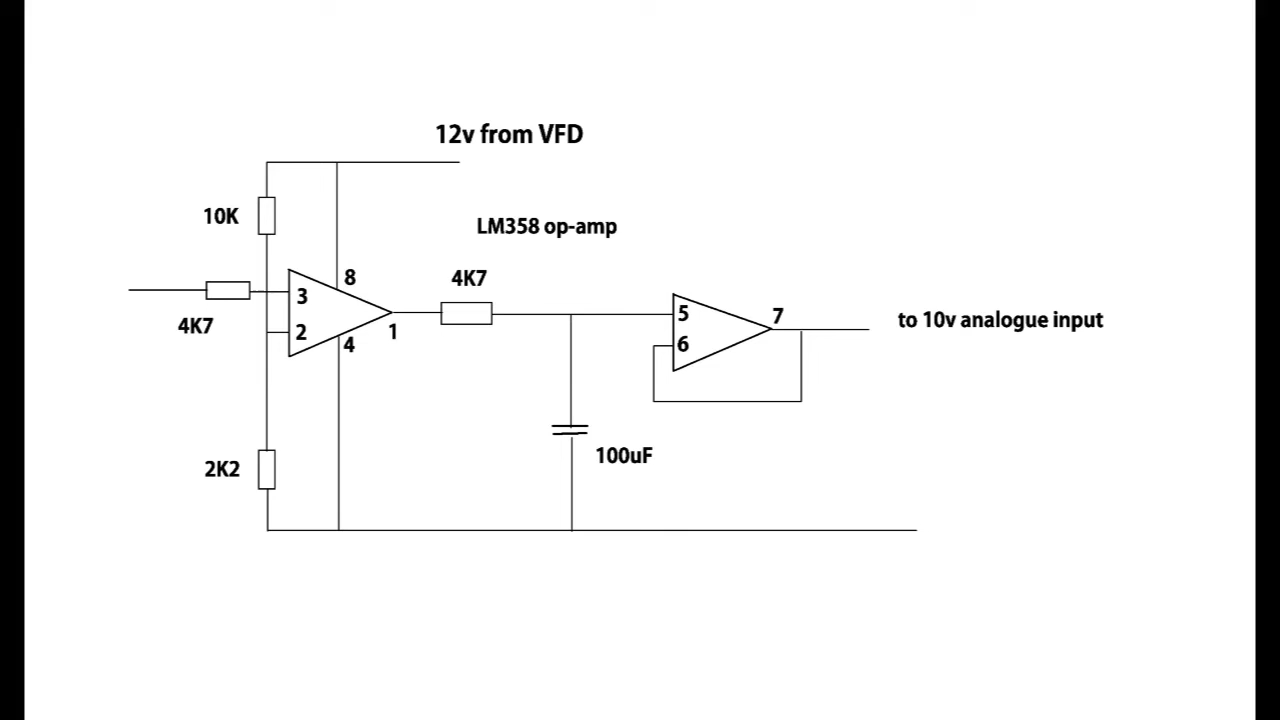 12v from VFD
10K
LM358 op-amp
8
4K7
3
4K7
2
4
1
5
7
6
to 10v analogue input
2K2
100uF